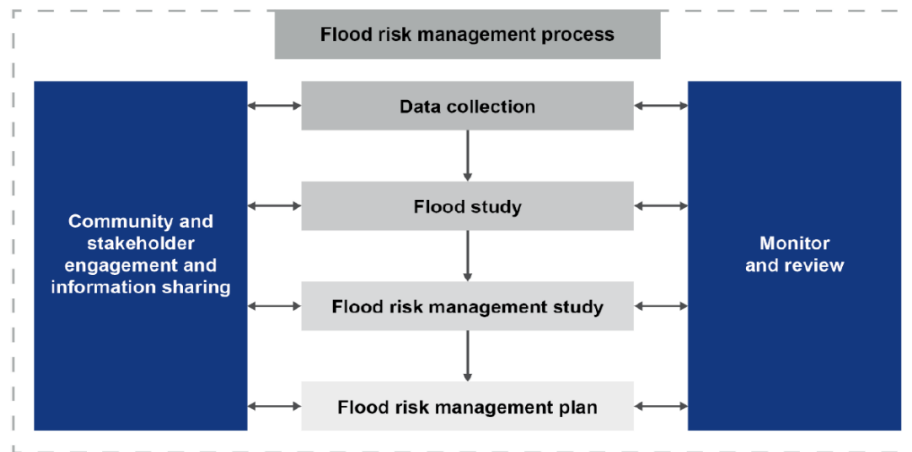 Flood risk management process
Data collection
Flood study
Community and
stakeholder
engagement and
information sharing
Monitor
and review
Flood risk management study
Flood risk management plan